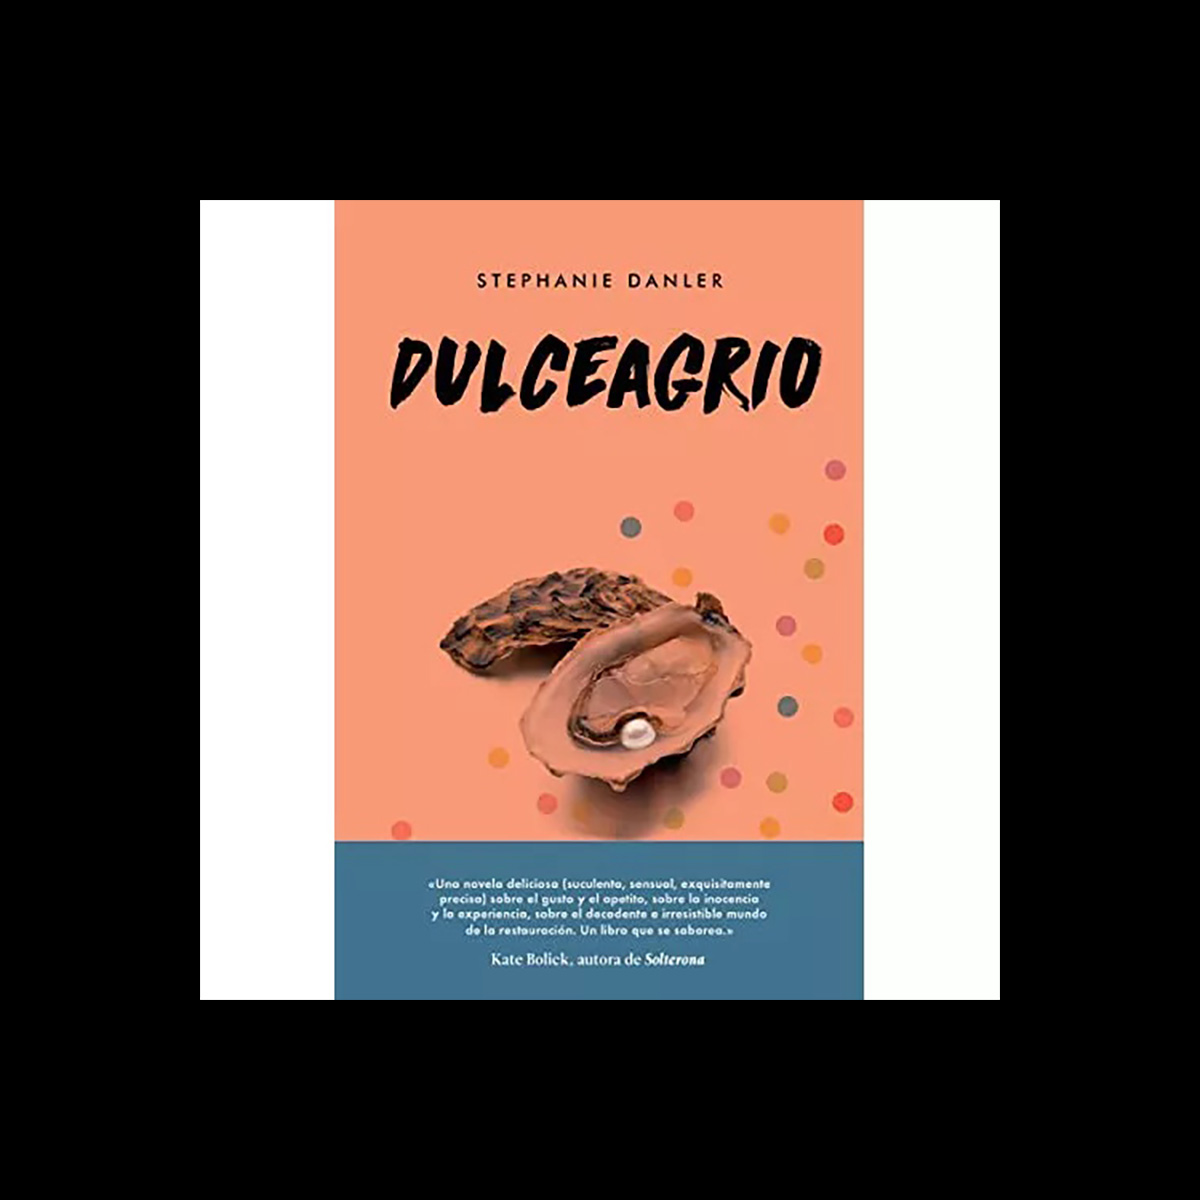 STEPHANIE DANLER
DULCEAGRIO
«Una novela deliciosa (suculenta, sensual, exquisitamente
precisa) sobre el gusto y el apetito, sobre la inocencia
y la experiencia, sobre el decadente e irresistible mundo
de la restauración. Un libro que se saborea.»
Kate Bolick, autora de Solterona